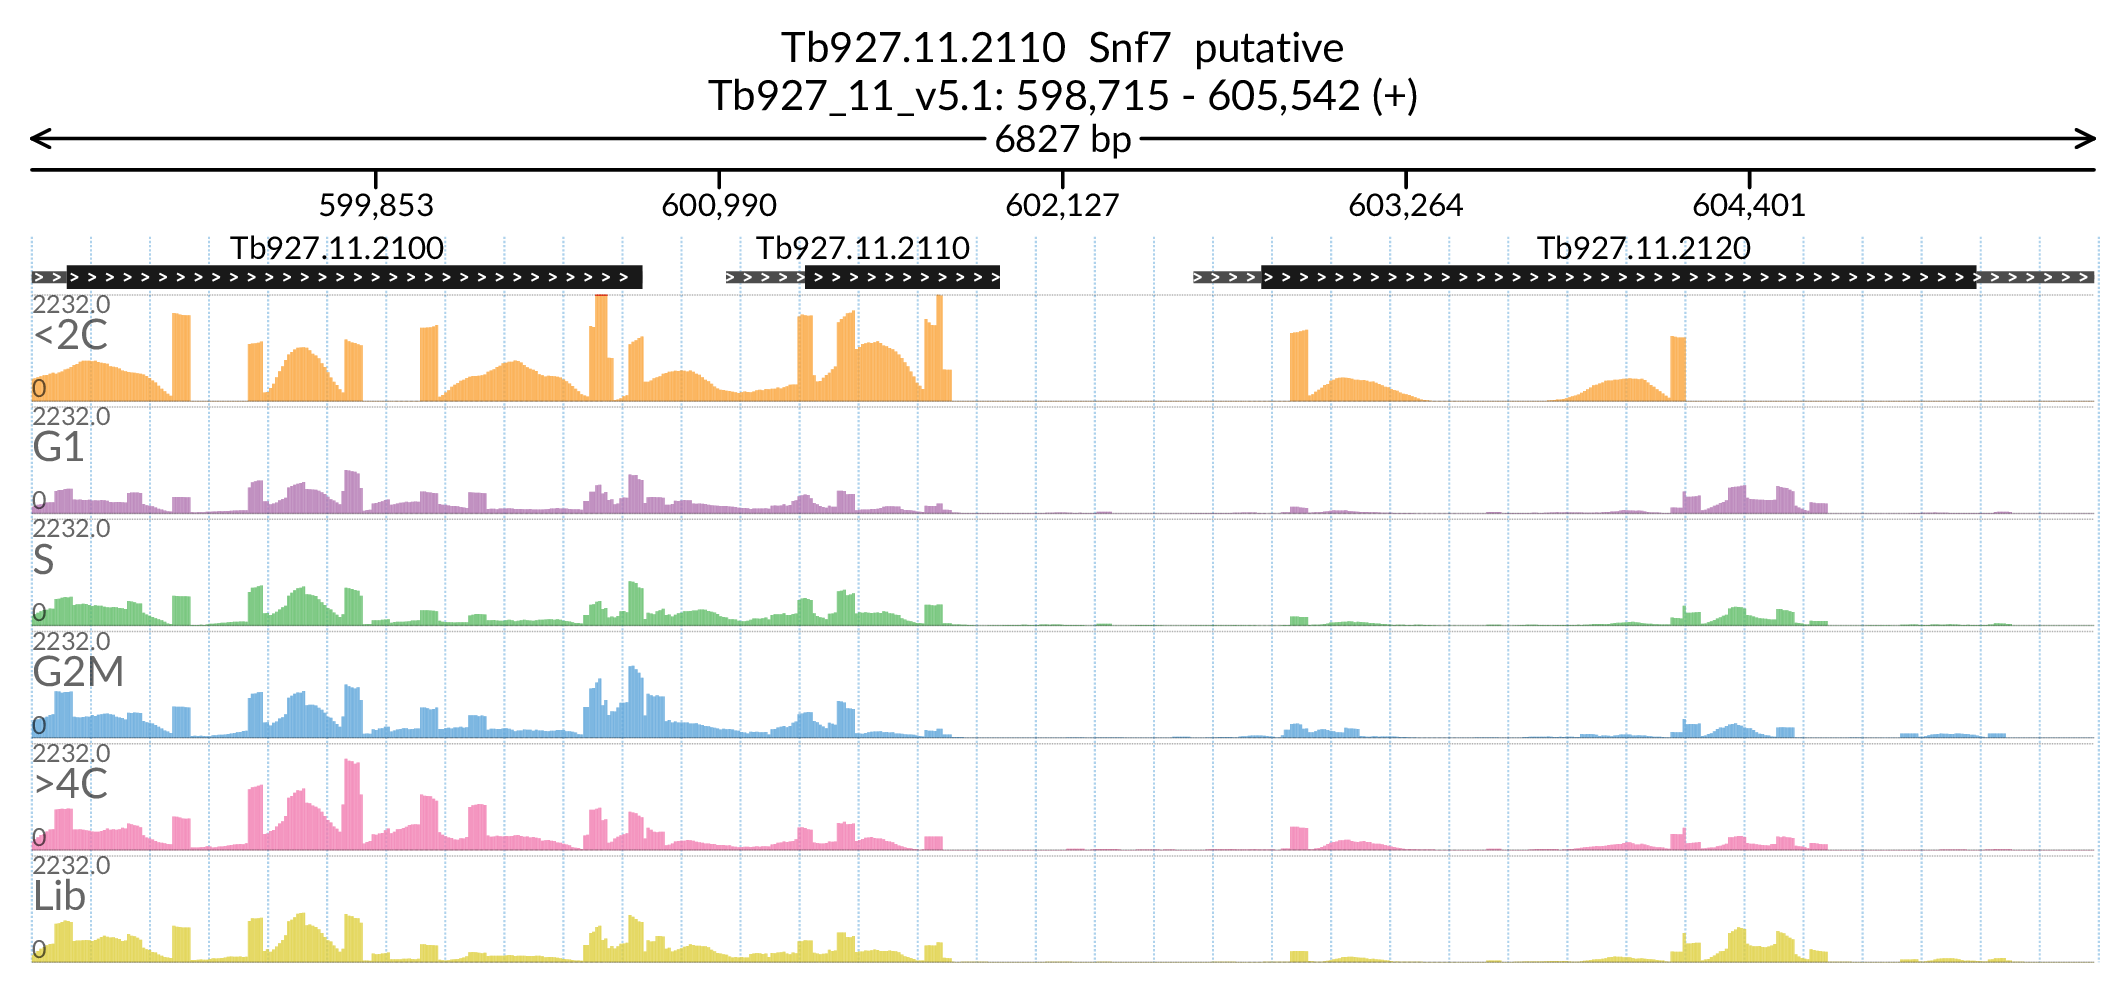 Tb927.11.2110 Snf7 putative
Tb927_11_v5.1: 598,715 - 605,542 (+)
6827 bp
599,853 600,990 602,127 603,264 604,401
Tb927.11.2100 Tb927.11.2110 Tb927.11.2120
2232.0
<2C
0
2232.0
G1
0
2232.0
S
0
2232.0
G2M
0
2232.0
>4C
0
2232.0
Lib
0